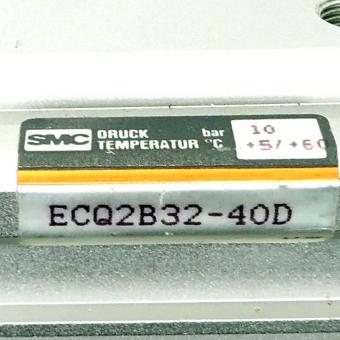 SMC DRUCK bar 10
TEMPERATUR °C +5/+60
ECQ2B32-40D